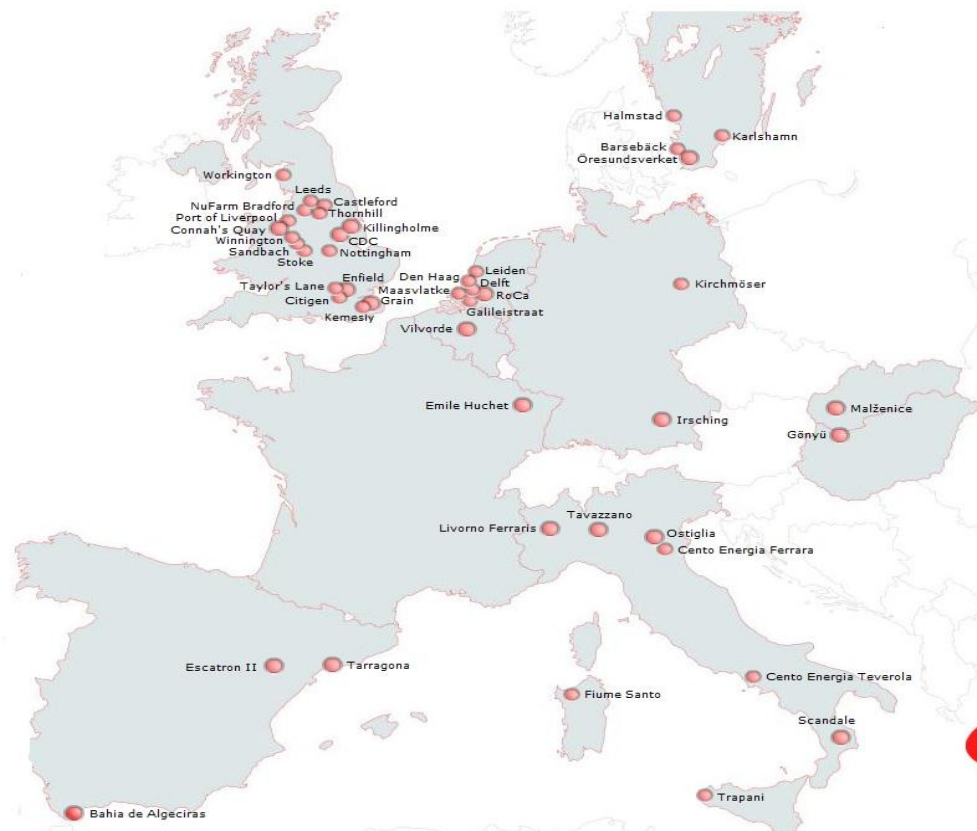 Halmstad
Karlshamn
Barsebäck
Öresundsverket
Workington
Leeds
Castleford
NuFarm Bradford
Thornhill
Port of Liverpool
Killingholme
Connah's Quay
CDC
Winnington
Nottingham
Sandbach
Stoke
Leiden
Den Haag
Delft
Enfield
Taylor's Lane
Maasvlatke
RoCa
Citigen
Grain
Galileistraat
Kemesly
Kirchmöser
Vilvorde
Emile Huchet
Malženice
Irsching
Gönyü
Tavazzano
Livorno Ferraris
Ostiglia
Cento Energia Ferrara
Escatron II
Tarragona
Cento Energia Teverola
Fiume Santo
Scandale
Trapani
Bahia de Algeciras